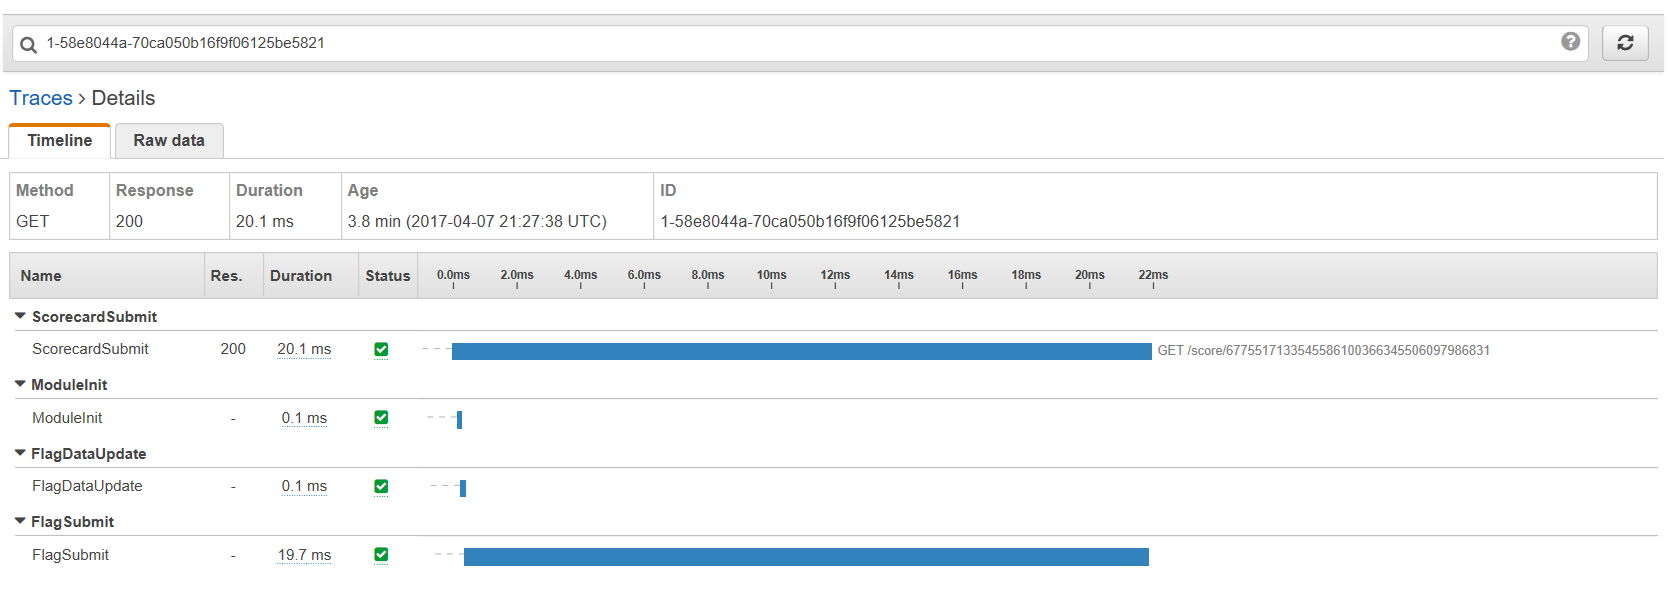 1-58e8044a-70ca050b16f9f06125be5821 ?
Traces > Details
Timeline Raw data
Method Response Duration Age ID
GET 200 20.1 ms 3.8 min (2017-04-07 21:27:38 UTC) 1-58e8044a-70ca050b16f9f06125be5821
Name Res. Duration Status 0.0ms 2.0ms 4.0ms 6.0ms 8.0ms 10ms 12ms 14ms 16ms 18ms 20ms 22ms
ScorecardSubmit
ScorecardSubmit 200 20.1 ms GET /score/6775517133545586100366345506097986831
ModuleInit
ModuleInit - 0.1 ms
FlagDataUpdate
FlagDataUpdate - 0.1 ms
FlagSubmit
FlagSubmit - 19.7 ms